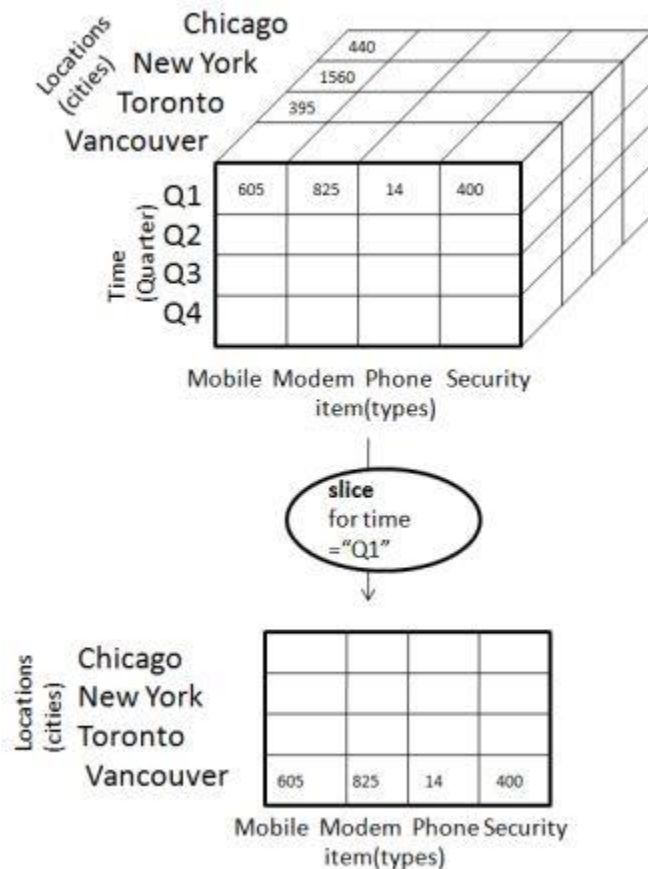 Locations
(cities)
Chicago
New York
Toronto
Vancouver
440
1560
395
Time
(Quarter)
Q1 605 825 14 400
Q2
Q3
Q4
Mobile Modem Phone Security
item(types)
slice
for time
=“Q1”
Locations
(cities)
Chicago
New York
Toronto
Vancouver 605 825 14 400
Mobile Modem Phone Security
item(types)